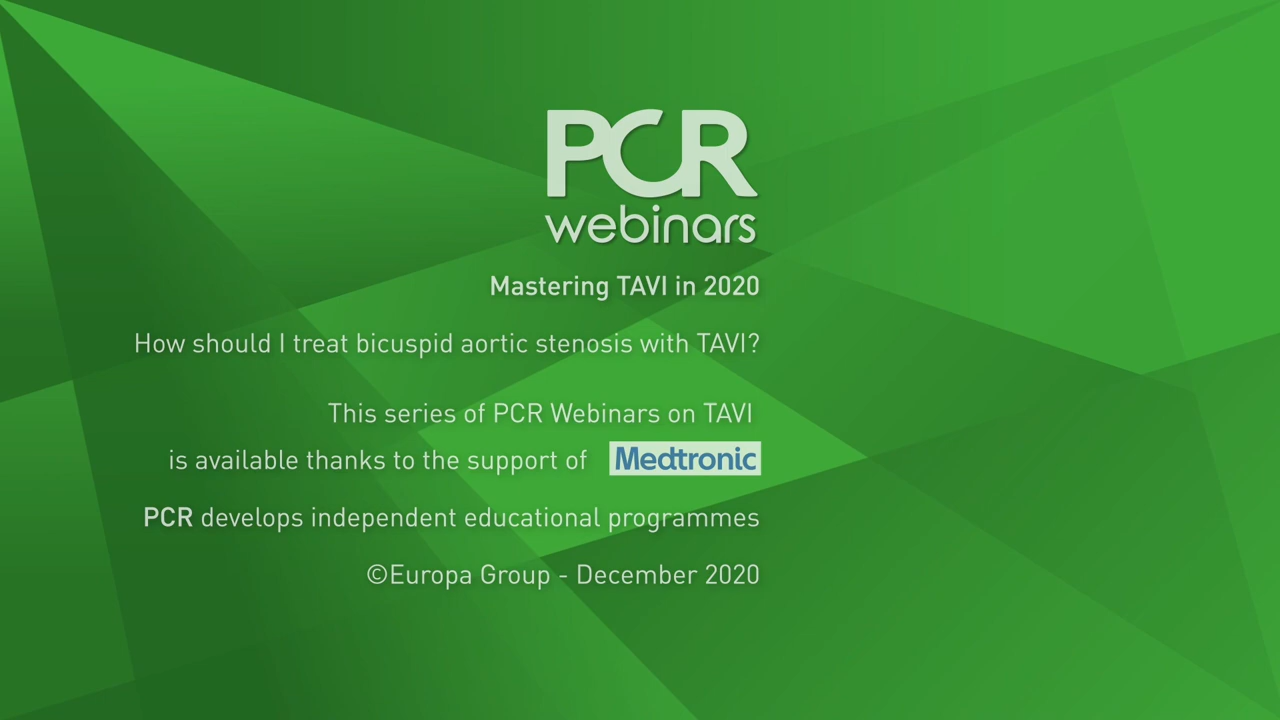 PCR
webinars
Mastering TAVI in 2020
How should I treat bicuspid aortic stenosis with TAVI?
This series of PCR Webinars on TAVI
is available thanks to the support of Medtronic
PCR develops independent educational programmes
©Europa Group - December 2020